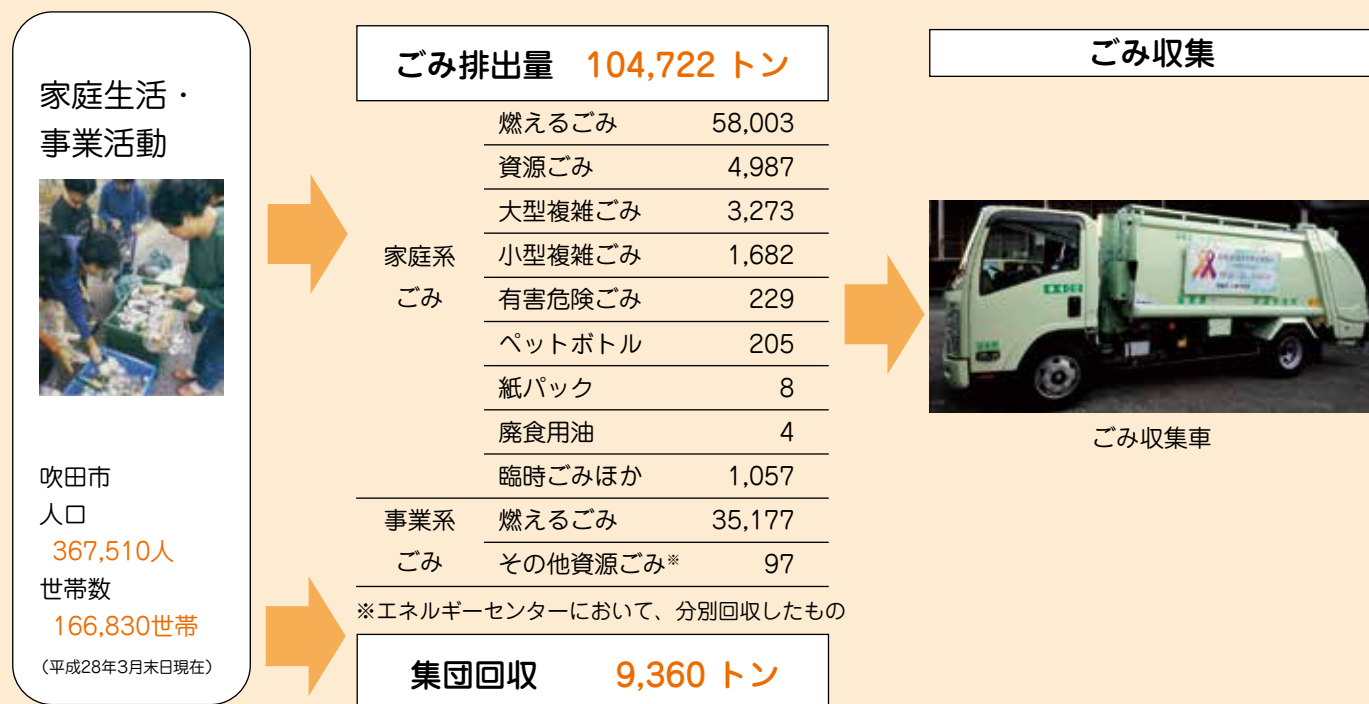 家庭生活・
事業活動
吹田市
人口
367,510人
世帯数
166,830世帯
(平成28年3月末日現在)
ごみ排出量 104,722 トン
家庭系
ごみ
燃えるごみ 58,003
資源ごみ 4,987
大型複雑ごみ 3,273
小型複雑ごみ 1,682
有害危険ごみ 229
ペットボトル 205
紙パック 8
廃食用油 4
臨時ごみほか 1,057
事業系
ごみ
燃えるごみ 35,177
その他資源ごみ※ 97
※エネルギーセンターにおいて、分別回収したもの
集団回収 9,360 トン
ごみ収集
ごみ収集車